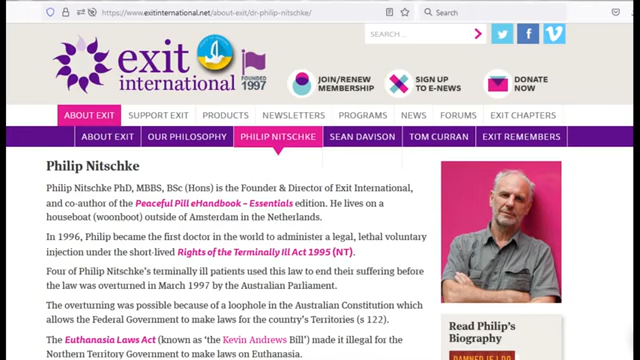 https://www.exitinternational.net/about-exit/dr-philip-nitschke/
Search
exit
international
FOUNDED
1997
SEARCH ...
JOIN/RENEW
MEMBERSHIP
SIGN UP
TO E-NEWS
DONATE
NOW
ABOUT EXIT
SUPPORT EXIT
PRODUCTS
NEWSLETTERS
PROGRAMS
NEWS
FORUMS
EXIT CHAPTERS
ABOUT EXIT
OUR PHILOSOPHY
PHILIP NITSCHKE
SEAN DAVISON
TOM CURRAN
EXIT REMEMBERS
Philip Nitschke
Philip Nitschke PhD, MBBS, BSc (Hons) is the Founder & Director of Exit International,
and co-author of the Peaceful Pill eHandbook – Essentials edition. He lives on a
houseboat (woonboot) outside of Amsterdam in the Netherlands.
In 1996, Philip became the first doctor in the world to administer a legal, lethal voluntary
injection under the short-lived Rights of the Terminally Ill Act 1995 (NT).
Four of Philip Nitschke's terminally ill patients used this law to end their suffering before
the law was overturned in March 1997 by the Australian Parliament.
The overturning was possible because of a loophole in the Australian Constitution which
allows the Federal Government to make laws for the country's Territories (s 122).
The Euthanasia Laws Act (known as 'the Kevin Andrews Bill') made it illegal for the
Northern Territory Government to make laws on Euthanasia.
Read Philip's
Biography
DAMNED IF I DO